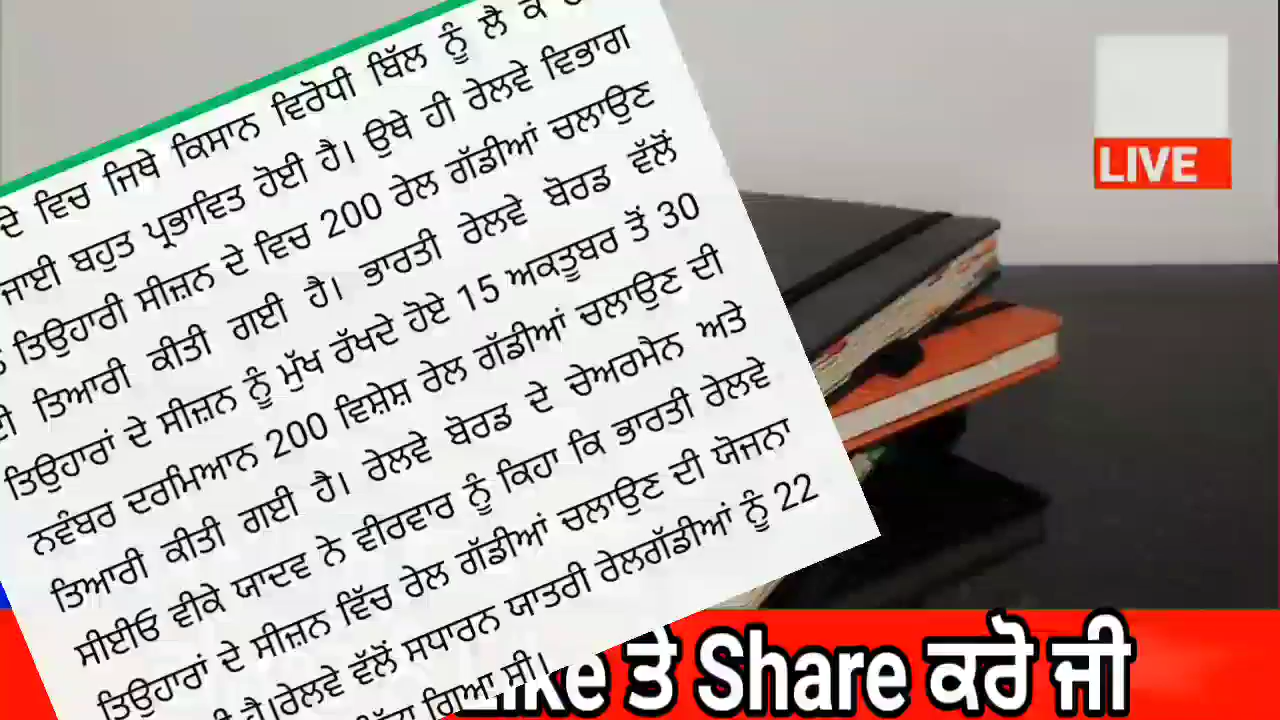 ਦੇ ਵਿਚ ਜਿਥੇ ਕਿਸਾਨ ਵਿਰੋਧੀ ਬਿੱਲ ਨੂੰ ਲੈ ਕੇ
ਜਾਈ ਬਹੁਤ ਪ੍ਰਭਾਵਿਤ ਹੋਈ ਹੈ। ਉਥੇ ਹੀ ਰੇਲਵੇ ਵਿਭਾਗ
ਤਿਉਹਾਰੀ ਸੀਜ਼ਨ ਦੇ ਵਿਚ 200 ਰੇਲ ਗੱਡੀਆਂ ਚਲਾਉਣ
ਤਿਆਰੀ ਕੀਤੀ ਗਈ ਹੈ। ਭਾਰਤੀ ਰੇਲਵੇ ਬੋਰਡ ਵੱਲੋਂ
ਤਿਉਹਾਰਾਂ ਦੇ ਸੀਜ਼ਨ ਨੂੰ ਮੁੱਖ ਰੱਖਦੇ ਹੋਏ 15 ਅਕਤੂਬਰ ਤੋਂ 30
ਨਵੰਬਰ ਦਰਮਿਆਨ 200 ਵਿਸ਼ੇਸ਼ ਰੇਲ ਗੱਡੀਆਂ ਚਲਾਉਣ ਦੀ
ਤਿਆਰੀ ਕੀਤੀ ਗਈ ਹੈ। ਰੇਲਵੇ ਬੋਰਡ ਦੇ ਚੇਅਰਮੈਨ ਅਤੇ
ਸੀਈਓ ਵੀਕੇ ਯਾਦਵ ਨੇ ਵੀਰਵਾਰ ਨੂੰ ਕਿਹਾ ਕਿ ਭਾਰਤੀ ਰੇਲਵੇ
ਤਿਉਹਾਰਾਂ ਦੇ ਸੀਜ਼ਨ ਵਿੱਚ ਰੇਲ ਗੱਡੀਆਂ ਚਲਾਉਣ ਦੀ ਯੋਜਨਾ
ਹੈ।ਰੇਲਵੇ ਵੱਲੋਂ ਸਧਾਰਨ ਯਾਤਰੀ ਰੇਲਗੱਡੀਆਂ ਨੂੰ 22
ਗਿਆ ਸੀ।
LIVE
Like ਤੇ Share ਕਰੋ ਜੀ